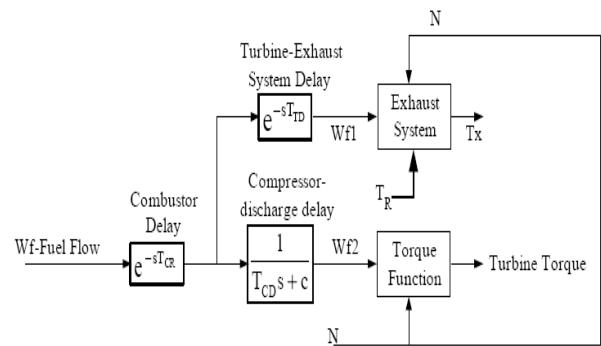 N
Turbine-Exhaust
System Delay
e^{-sT_{TD}}
Wf1
Exhaust
System
Tx
T_R
Compressor-
discharge delay
Combustor
Delay
Wf-Fuel Flow
e^{-sT_{CR}}
1
T_{CD}s+c
Wf2
Torque
Function
Turbine Torque
N